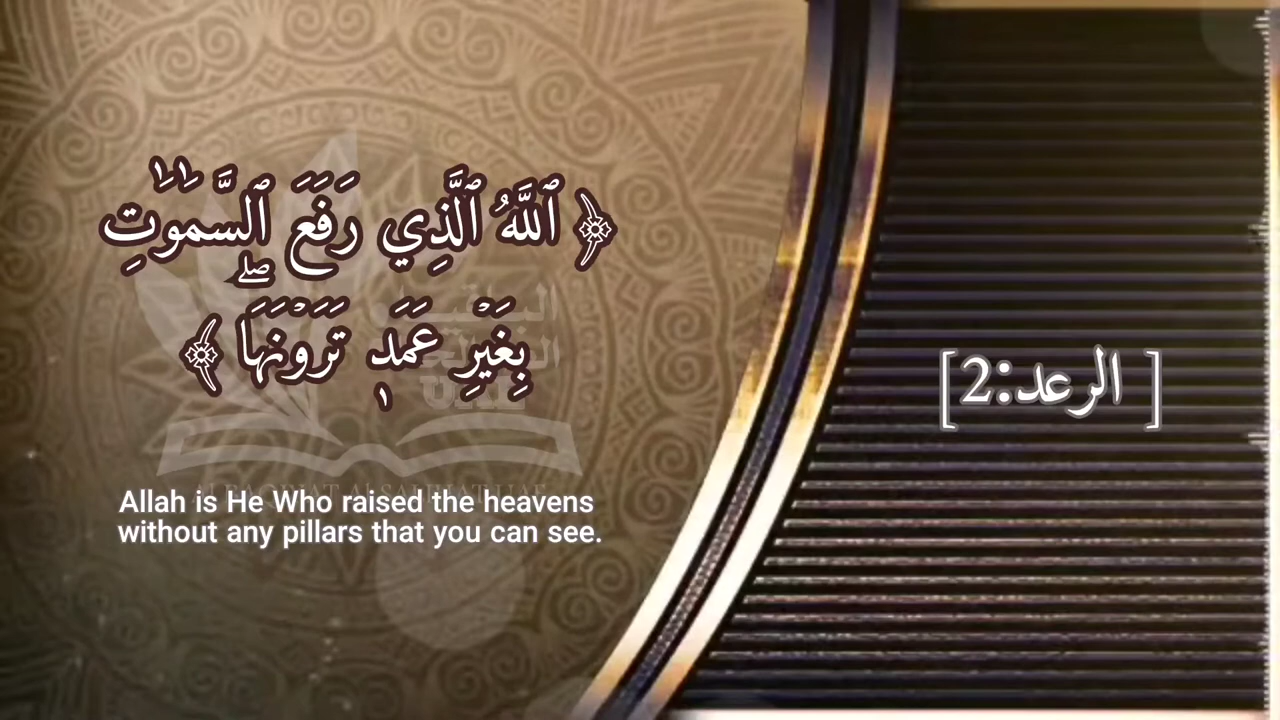 ﴿ ٱللَّهُ ٱلَّذِي رَفَعَ ٱلسَّمَٰوَٰتِ
بِغَيْرِ عَمَدٍ تَرَوْنَهَا ۖ ﴾
Allah is He Who raised the heavens
without any pillars that you can see.
[ الرعد:2]